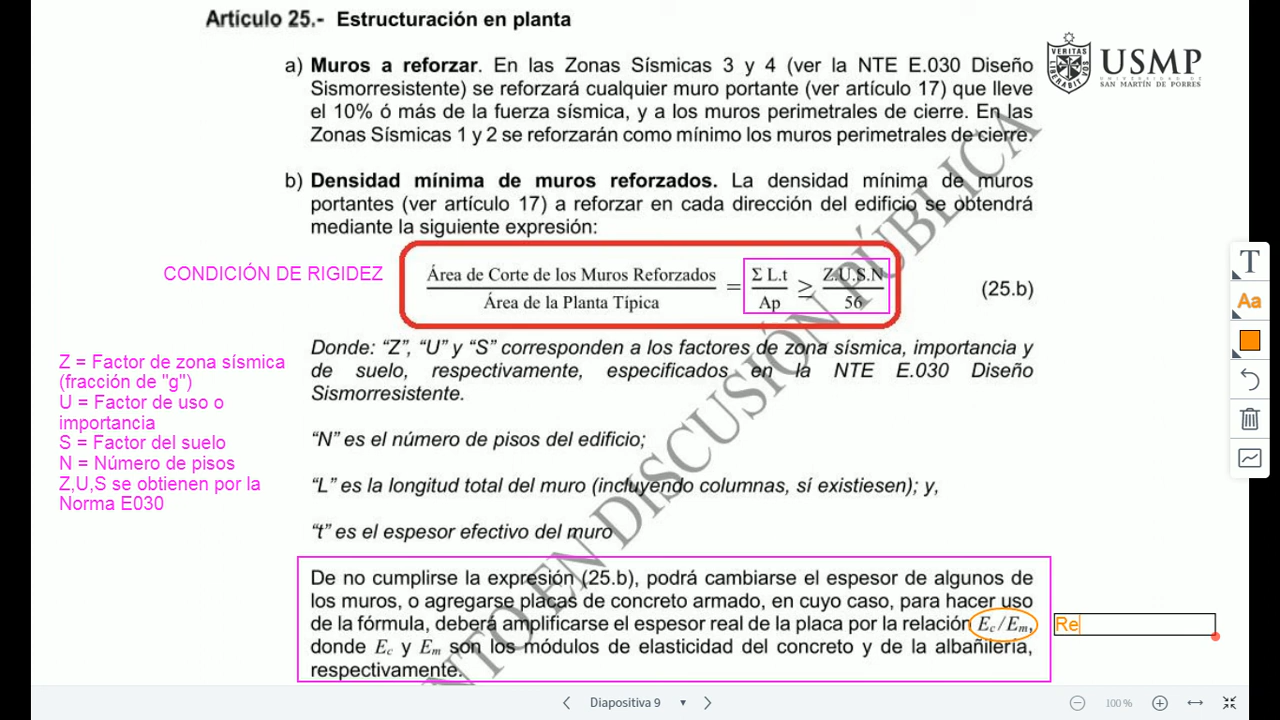 Artículo 25.- Estructuración en planta
USMP
UNIVERSIDAD DE
SAN MARTÍN DE PORRES
VERITAS
LIBERABIT
VOS
a) Muros a reforzar. En las Zonas Sísmicas 3 y 4 (ver la NTE E.030 Diseño
Sismorresistente) se reforzará cualquier muro portante (ver artículo 17) que lleve
el 10% ó más de la fuerza sísmica, y a los muros perimetrales de cierre. En las
Zonas Sísmicas 1 y 2 se reforzarán como mínimo los muros perimetrales de cierre.
b) Densidad mínima de muros reforzados. La densidad mínima de muros
portantes (ver artículo 17) a reforzar en cada dirección del edificio se obtendrá
mediante la siguiente expresión:
CONDICIÓN DE RIGIDEZ
Área de Corte de los Muros Reforzados / Área de la Planta Típica = Σ L.t / Ap ≥ Z.U.S.N / 56 (25.b)
Donde: “Z”, “U” y “S” corresponden a los factores de zona sísmica, importancia y
de suelo, respectivamente, especificados en la NTE E.030 Diseño
Sismorresistente.
“N” es el número de pisos del edificio;
“L” es la longitud total del muro (incluyendo columnas, sí existiesen); y,
“t” es el espesor efectivo del muro
Z = Factor de zona sísmica
(fracción de "g")
U = Factor de uso o
importancia
S = Factor del suelo
N = Número de pisos
Z,U,S se obtienen por la
Norma E030
De no cumplirse la expresión (25.b), podrá cambiarse el espesor de algunos de
los muros, o agregarse placas de concreto armado, en cuyo caso, para hacer uso
de la fórmula, deberá amplificarse el espesor real de la placa por la relación Ec/Em,
donde Ec y Em son los módulos de elasticidad del concreto y de la albañilería,
respectivamente.
Re
NTO EN DISCUSIÓN PÚBLICA
T
Aa
Diapositiva 9
100 %